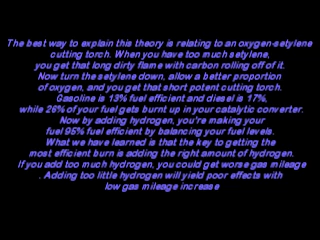 The best way to explain this theory is relating to an oxygen-setylene
cutting torch. When you have too much setylene,
you get that long dirty flame with carbon rolling off of it.
Now turn the setylene down, allow a better proportion
of oxygen, and you get that short potent cutting torch.
Gasoline is 13% fuel efficient and diesel is 17%,
while 26% of your fuel gets burnt up in your catalytic converter.
Now by adding hydrogen, you're making your
fuel 95% fuel efficient by balancing your fuel levels.
What we have learned is that the key to getting the
most efficient burn is adding the right amount of hydrogen.
If you add too much hydrogen, you could get worse gas mileage
. Adding too little hydrogen will yield poor effects with
low gas mileage increase